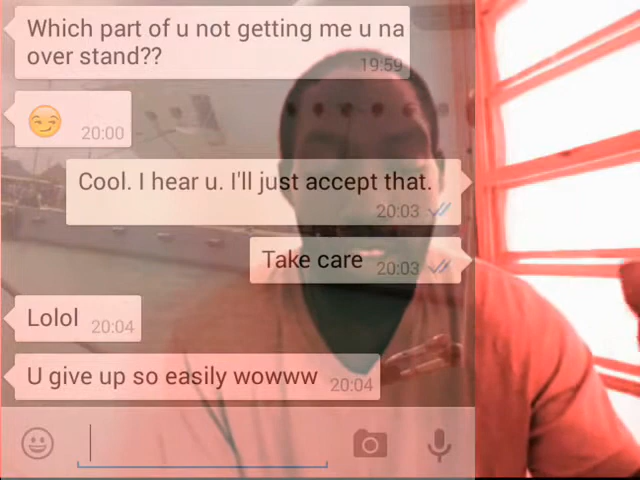 Which part of u not getting me u na
over stand??
19:59
20:00
Cool. I hear u. I'll just accept that.
20:03
Take care 20:03
Lolol 20:04
U give up so easily wowww 20:04